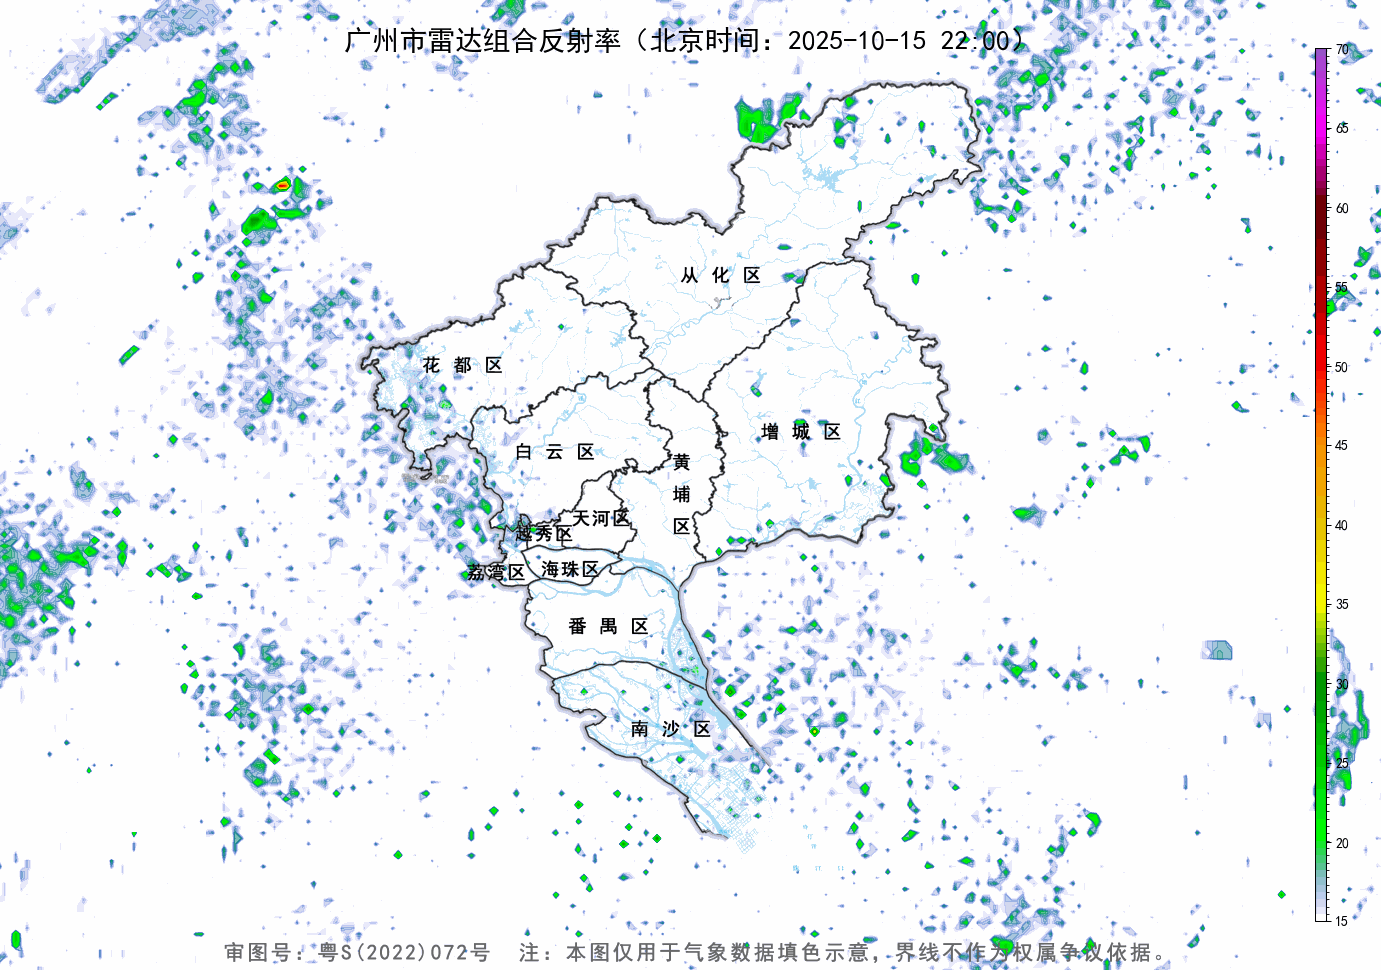 广州市雷达组合反射率（北京时间：2025-10-15 22:00）
70
65
60
55
50
45
40
35
30
25
20
15
从化区
花都区
增城区
白云区
黄埔区
天河区
越秀区
荔湾区
海珠区
番禺区
南沙区
审图号：粤S(2022)072号 注：本图仅用于气象数据填色示意，界线不作为权属争议依据。